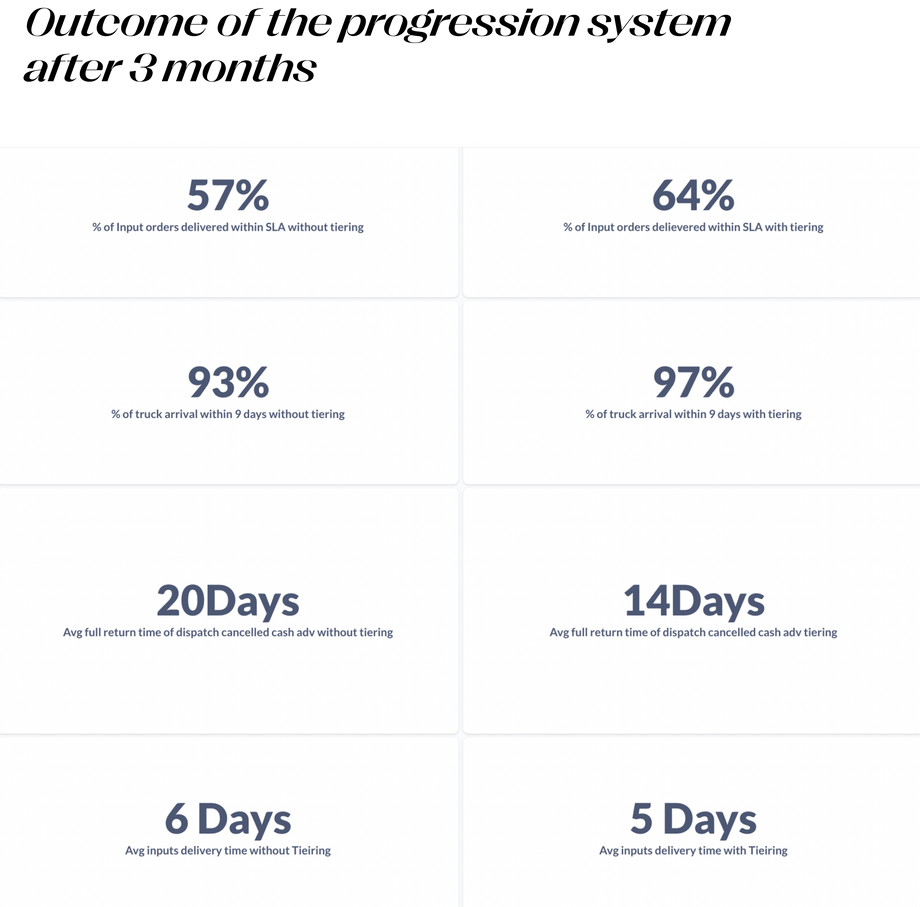 Outcome of the progression system
after 3 months
57%
% of Input orders delivered within SLA without tiering
64%
% of Input orders delievered within SLA with tiering
93%
% of truck arrival within 9 days without tiering
97%
% of truck arrival within 9 days with tiering
20Days
Avg full return time of dispatch cancelled cash adv without tiering
14Days
Avg full return time of dispatch cancelled cash adv tiering
6 Days
Avg inputs delivery time without Tieiring
5 Days
Avg inputs delivery time with Tieiring